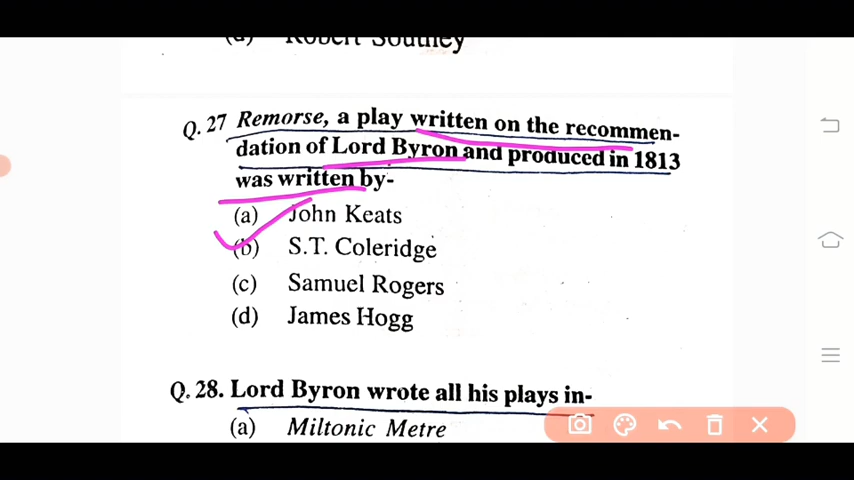 (d) Robert Southey
Q. 27 Remorse, a play written on the recommen-
dation of Lord Byron and produced in 1813
was written by-
(a) John Keats
(b) S.T. Coleridge
(c) Samuel Rogers
(d) James Hogg
Q. 28. Lord Byron wrote all his plays in-
(a) Miltonic Metre